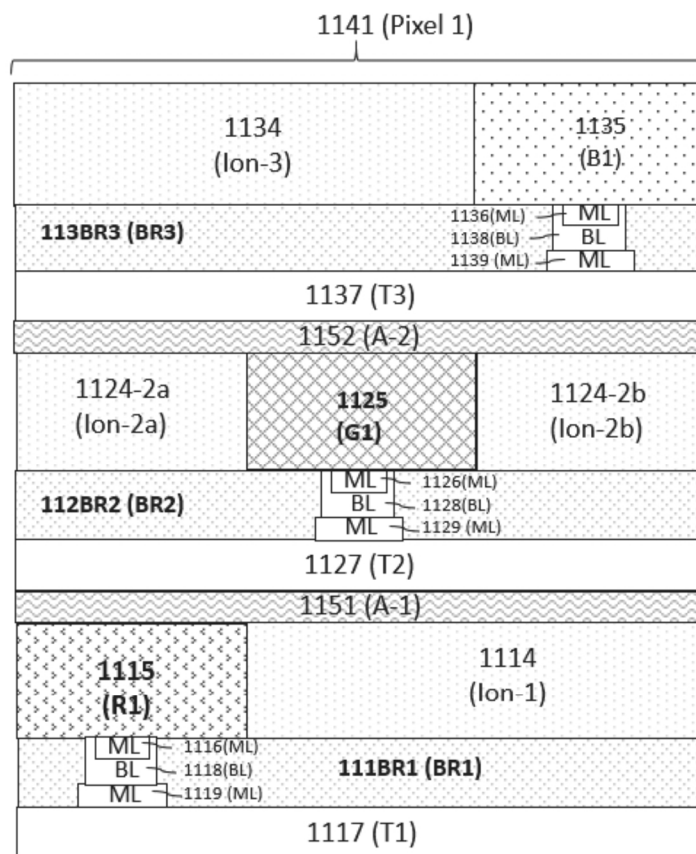 1141 (Pixel 1)
1134
(Ion-3)
1135
(B1)
113BR3 (BR3)
1136(ML)
ML
1138(BL)
BL
1139 (ML)
ML
1137 (T3)
1152 (A-2)
1124-2a
(Ion-2a)
1125
(G1)
1124-2b
(Ion-2b)
112BR2 (BR2)
ML
1126(ML)
BL
1128(BL)
ML
1129 (ML)
1127 (T2)
1151 (A-1)
1115
(R1)
1114
(Ion-1)
ML
1116(ML)
BL
1118(BL)
ML
1119 (ML)
111BR1 (BR1)
1117 (T1)